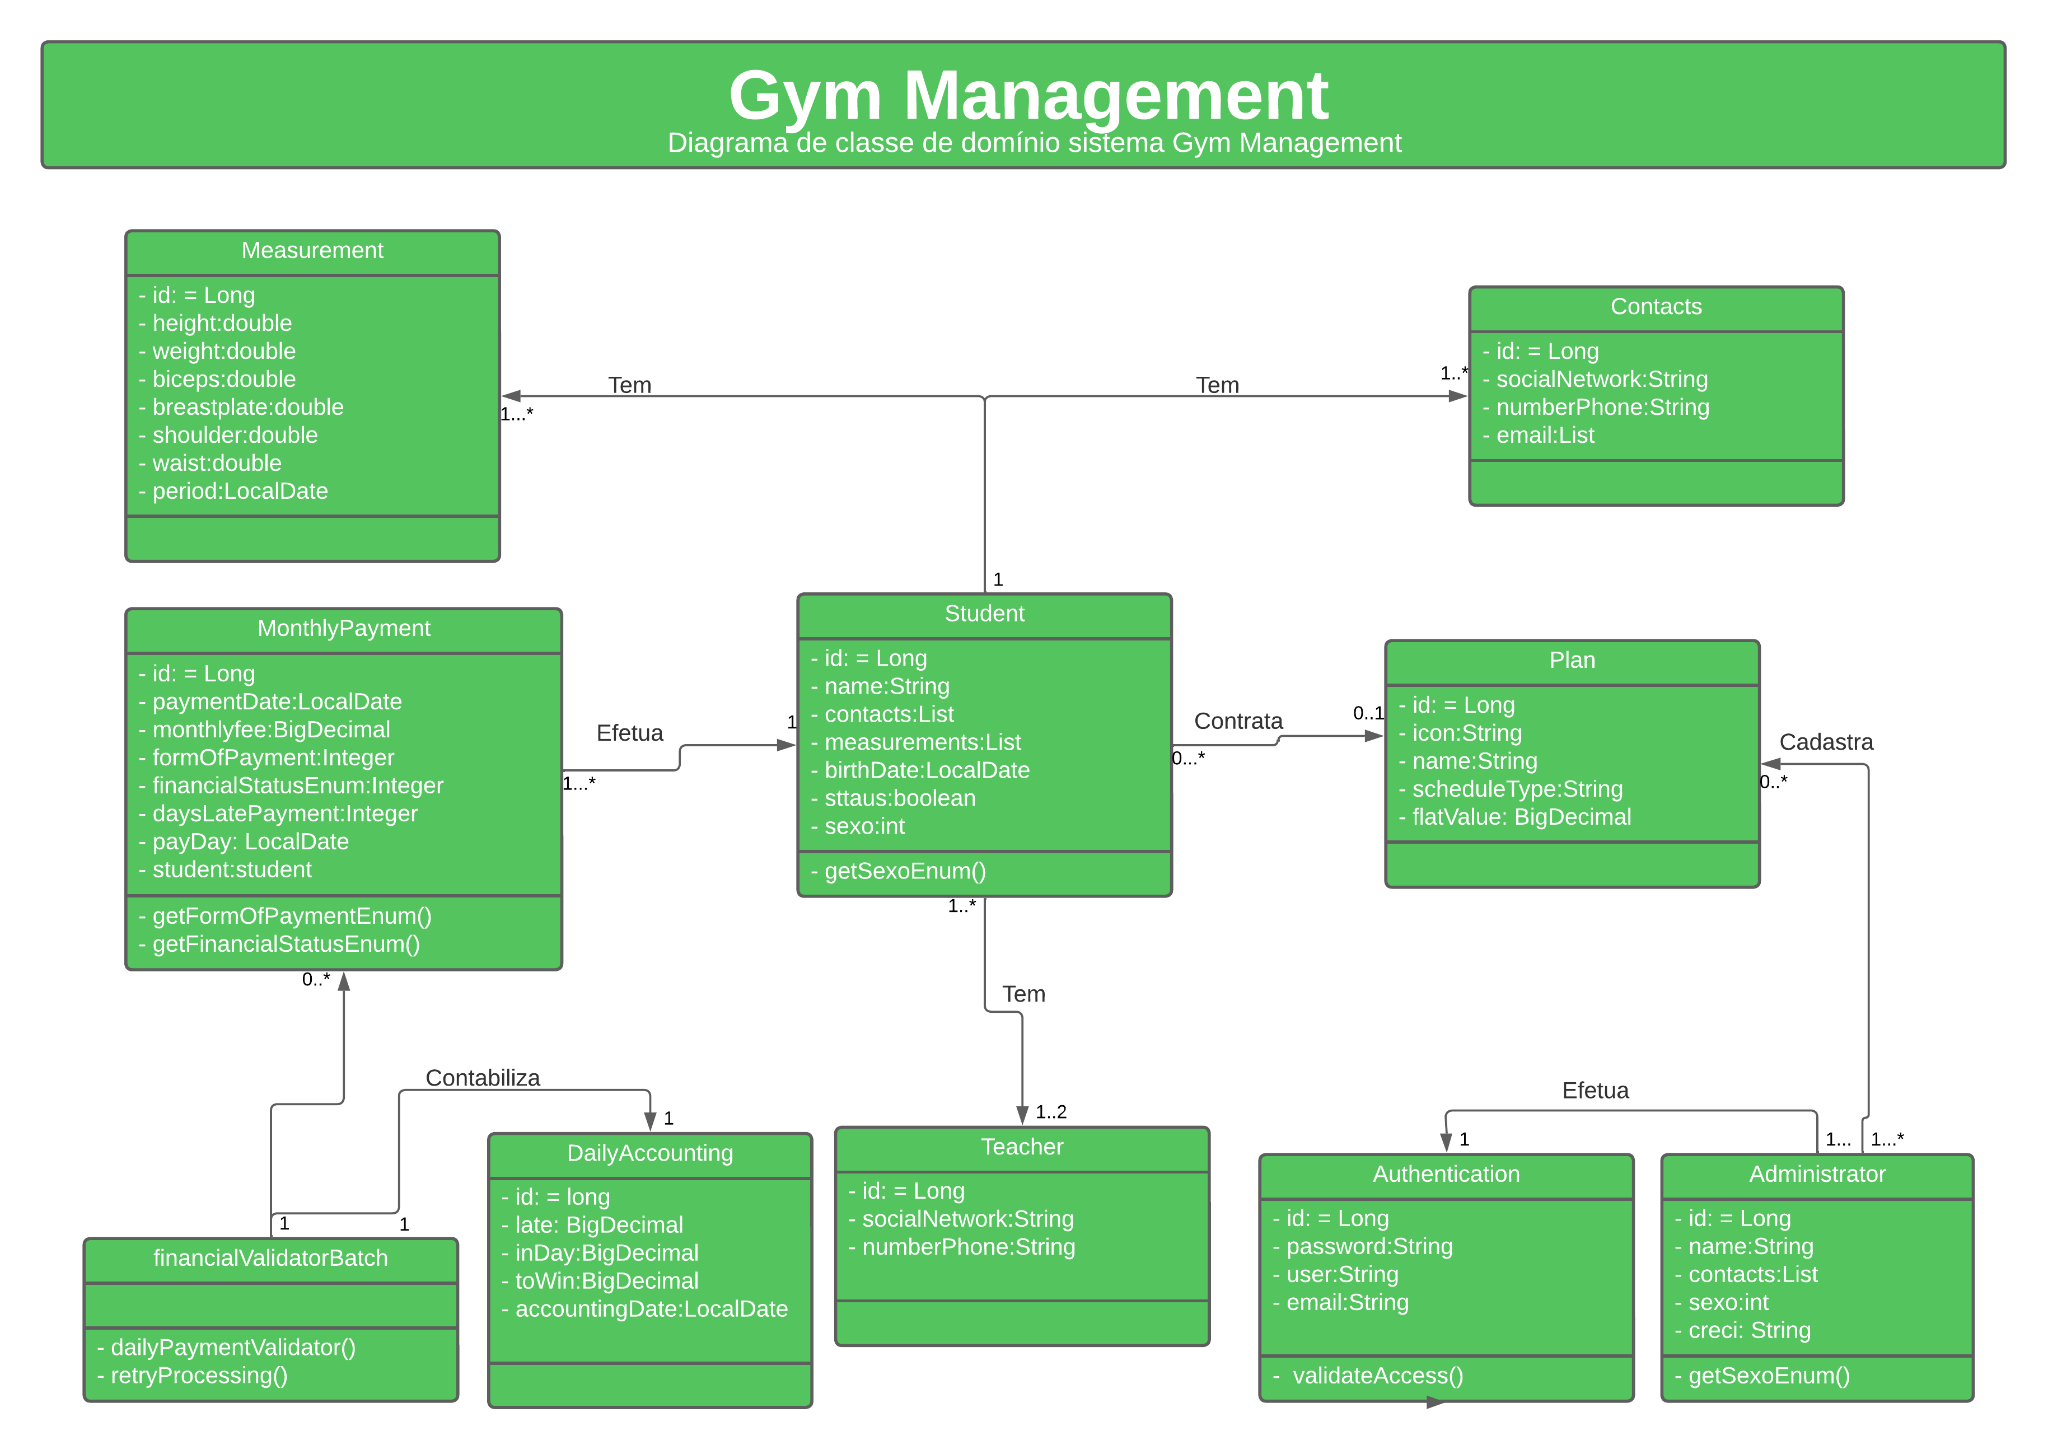 Gym Management
Diagrama de classe de domínio sistema Gym Management
Measurement
- id: = Long
- height:double
- weight:double
- biceps:double
- breastplate:double
- shoulder:double
- waist:double
- period:LocalDate
Tem
1...*
Tem
1..*
Contacts
- id: = Long
- socialNetwork:String
- numberPhone:String
- email:List
1
MonthlyPayment
- id: = Long
- paymentDate:LocalDate
- monthlyfee:BigDecimal
- formOfPayment:Integer
- financialStatusEnum:Integer
- daysLatePayment:Integer
- payDay: LocalDate
- student:student
- getFormOfPaymentEnum()
- getFinancialStatusEnum()
Efetua
1
1...*
Student
- id: = Long
- name:String
- contacts:List
- measurements:List
- birthDate:LocalDate
- sttaus:boolean
- sexo:int
- getSexoEnum()
Contrata
0..1
0...*
Plan
- id: = Long
- icon:String
- name:String
- scheduleType:String
- flatValue: BigDecimal
Cadastra
0..*
1..*
0..*
Tem
Contabiliza
1
1..2
Efetua
1
1...
1...*
1
1
financialValidatorBatch
- dailyPaymentValidator()
- retryProcessing()
DailyAccounting
- id: = long
- late: BigDecimal
- inDay:BigDecimal
- toWin:BigDecimal
- accountingDate:LocalDate
Teacher
- id: = Long
- socialNetwork:String
- numberPhone:String
Authentication
- id: = Long
- password:String
- user:String
- email:String
-  validateAccess()
Administrator
- id: = Long
- name:String
- contacts:List
- sexo:int
- creci: String
- getSexoEnum()